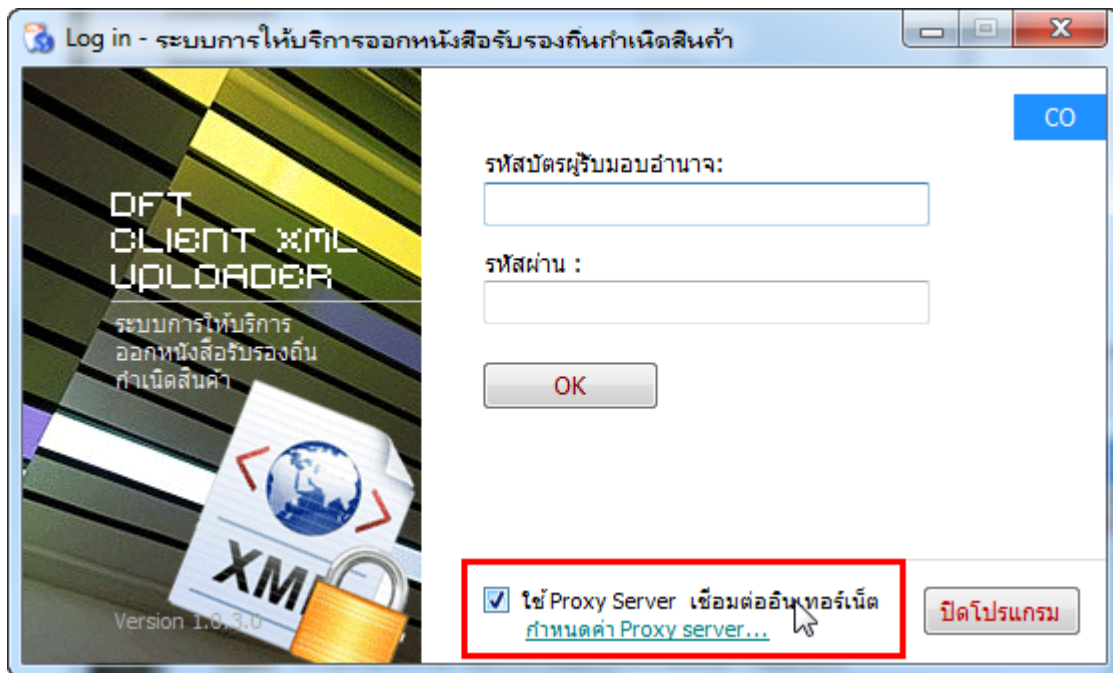 Log in - ระบบการให้บริการออกหนังสือรับรองถิ่นกำเนิดสินค้า
CO
รหัสบัตรผู้รับมอบอำนาจ:
รหัสผ่าน :
OK
DFT
CLIENT XML
UPLOADER
ระบบการให้บริการ
ออกหนังสือรับรองถิ่น
กำเนิดสินค้า
< >
XML
Version 1.0.3.0
ใช้ Proxy Server เชื่อมต่ออินเทอร์เน็ต
กำหนดค่า Proxy server...
ปิดโปรแกรม